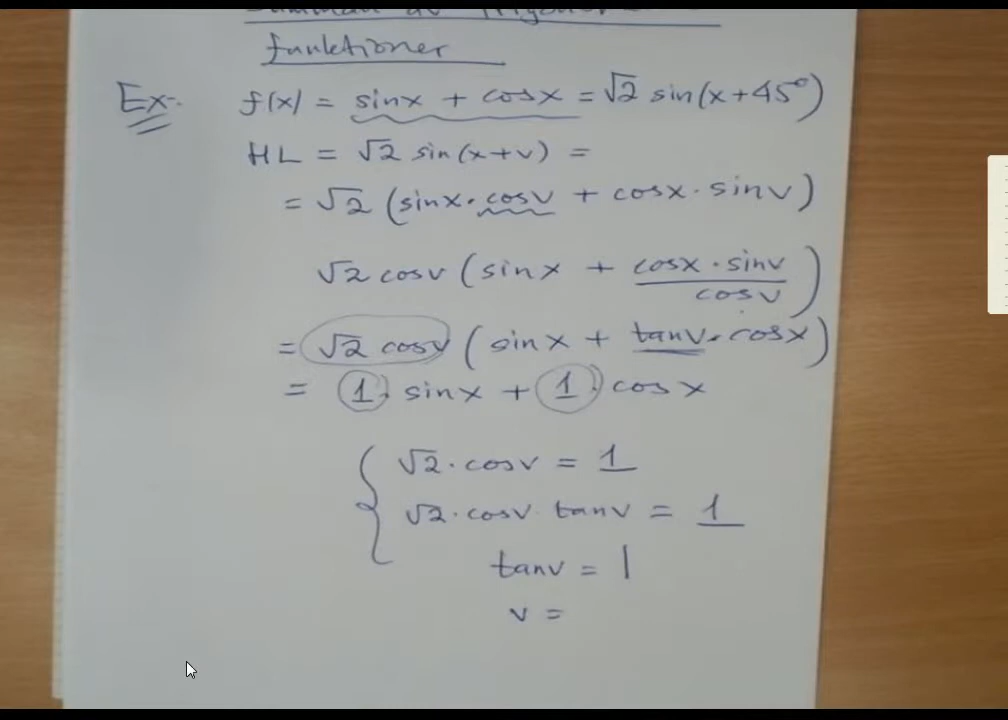 funktioner
Ex. f(x) = sinx + cosx = √2 sin(x+45°)
HL = √2 sin(x+v) =
= √2 (sinx · cosv + cosx · sinv)
√2 cosv (sinx + cosx · sinv / cosv)
= √2 cosv (sinx + tanv · cosx)
= 1 · sinx + 1 · cosx
{ √2 · cosv = 1
√2 · cosv · tanv = 1
tanv = 1
v =